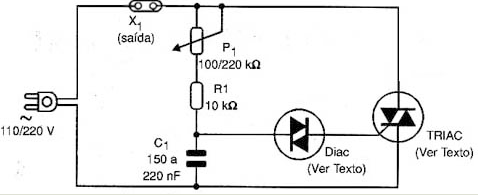 X1
(saída)
P1
100/220 kΩ
R1
10 kΩ
~
110/220 V
C1
150 a
220 nF
Diac
(Ver Texto)
TRIAC
(Ver Texto)